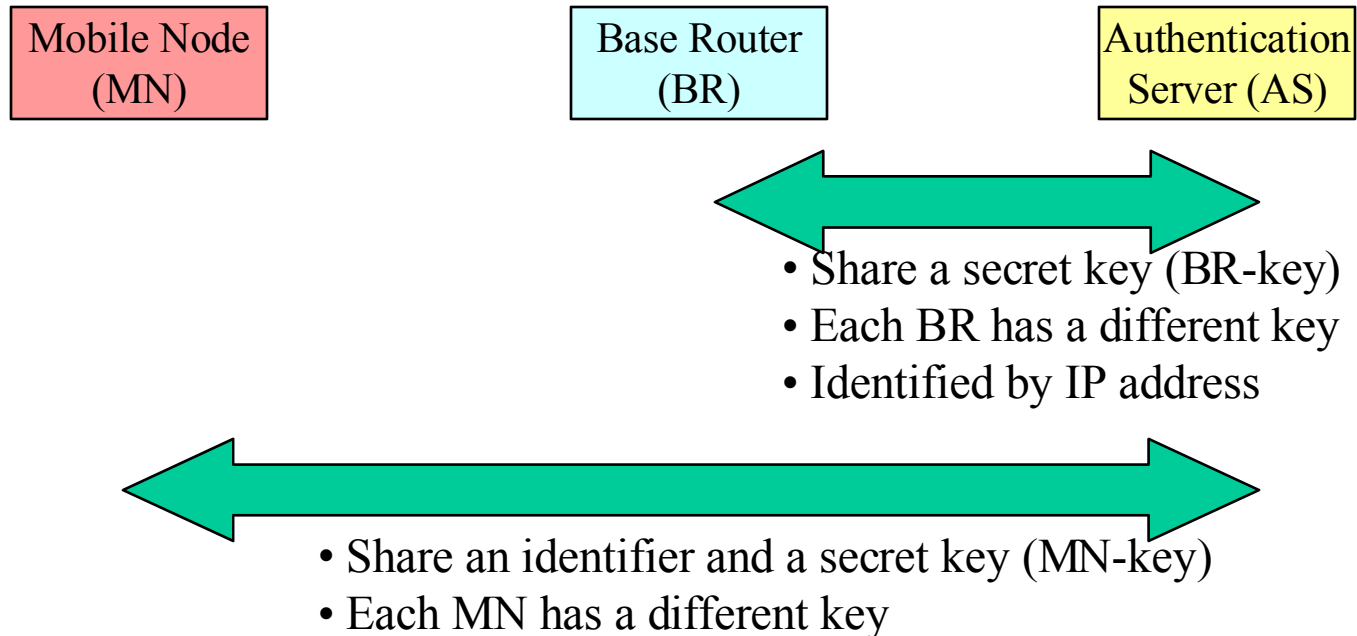 Mobile Node
(MN)
Base Router
(BR)
Authentication
Server (AS)
• Share a secret key (BR-key)
• Each BR has a different key
• Identified by IP address
• Share an identifier and a secret key (MN-key)
• Each MN has a different key